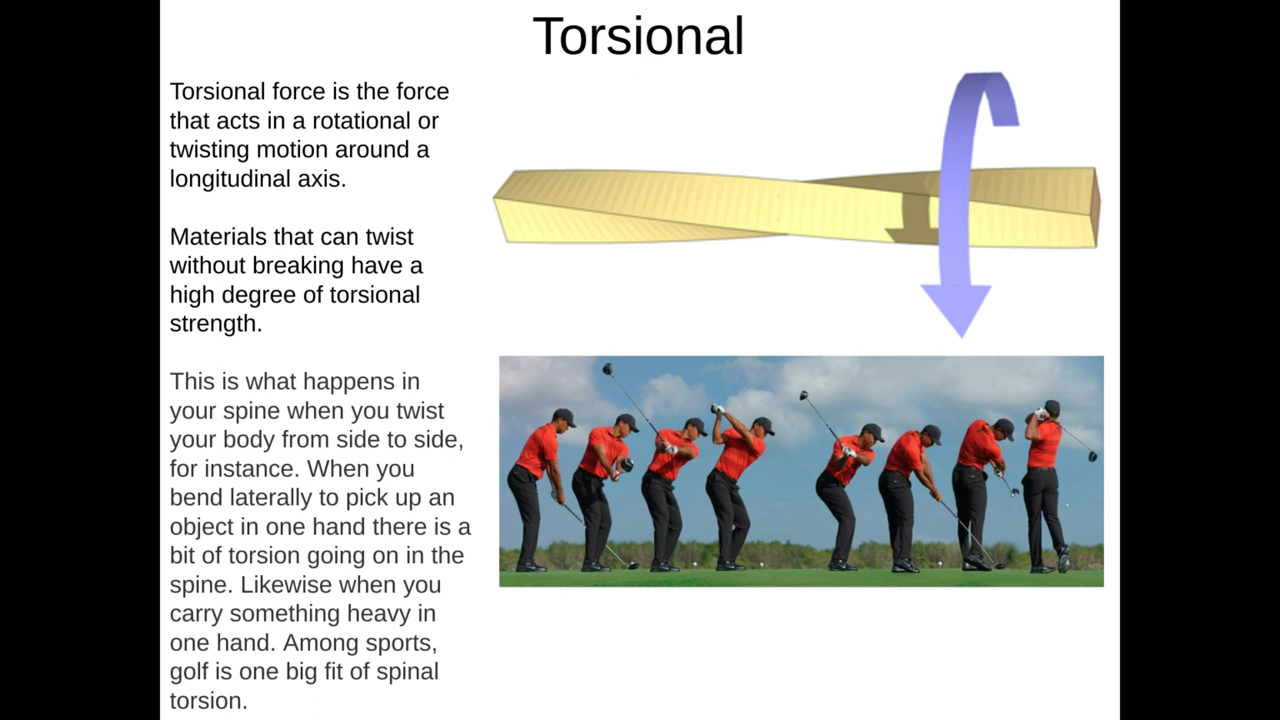 Torsional
Torsional force is the force
that acts in a rotational or
twisting motion around a
longitudinal axis.
Materials that can twist
without breaking have a
high degree of torsional
strength.
This is what happens in
your spine when you twist
your body from side to side,
for instance. When you
bend laterally to pick up an
object in one hand there is a
bit of torsion going on in the
spine. Likewise when you
carry something heavy in
one hand. Among sports,
golf is one big fit of spinal
torsion.